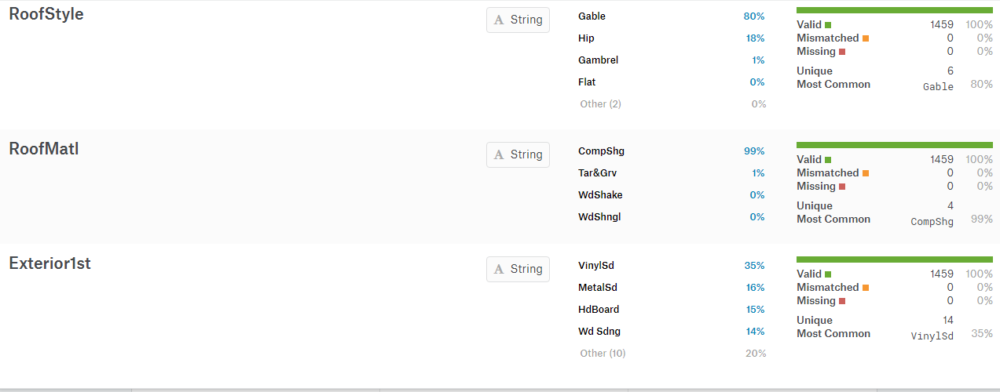 RoofStyle
A String
Gable 80%
Hip 18%
Gambrel 1%
Flat 0%
Other (2) 0%
Valid 1459 100%
Mismatched 0 0%
Missing 0 0%
Unique 6
Most Common Gable 80%
RoofMatl
A String
CompShg 99%
Tar&Grv 1%
WdShake 0%
WdShngl 0%
Valid 1459 100%
Mismatched 0 0%
Missing 0 0%
Unique 4
Most Common CompShg 99%
Exterior1st
A String
VinylSd 35%
MetalSd 16%
HdBoard 15%
Wd Sdng 14%
Other (10) 20%
Valid 1459 100%
Mismatched 0 0%
Missing 0 0%
Unique 14
Most Common VinylSd 35%